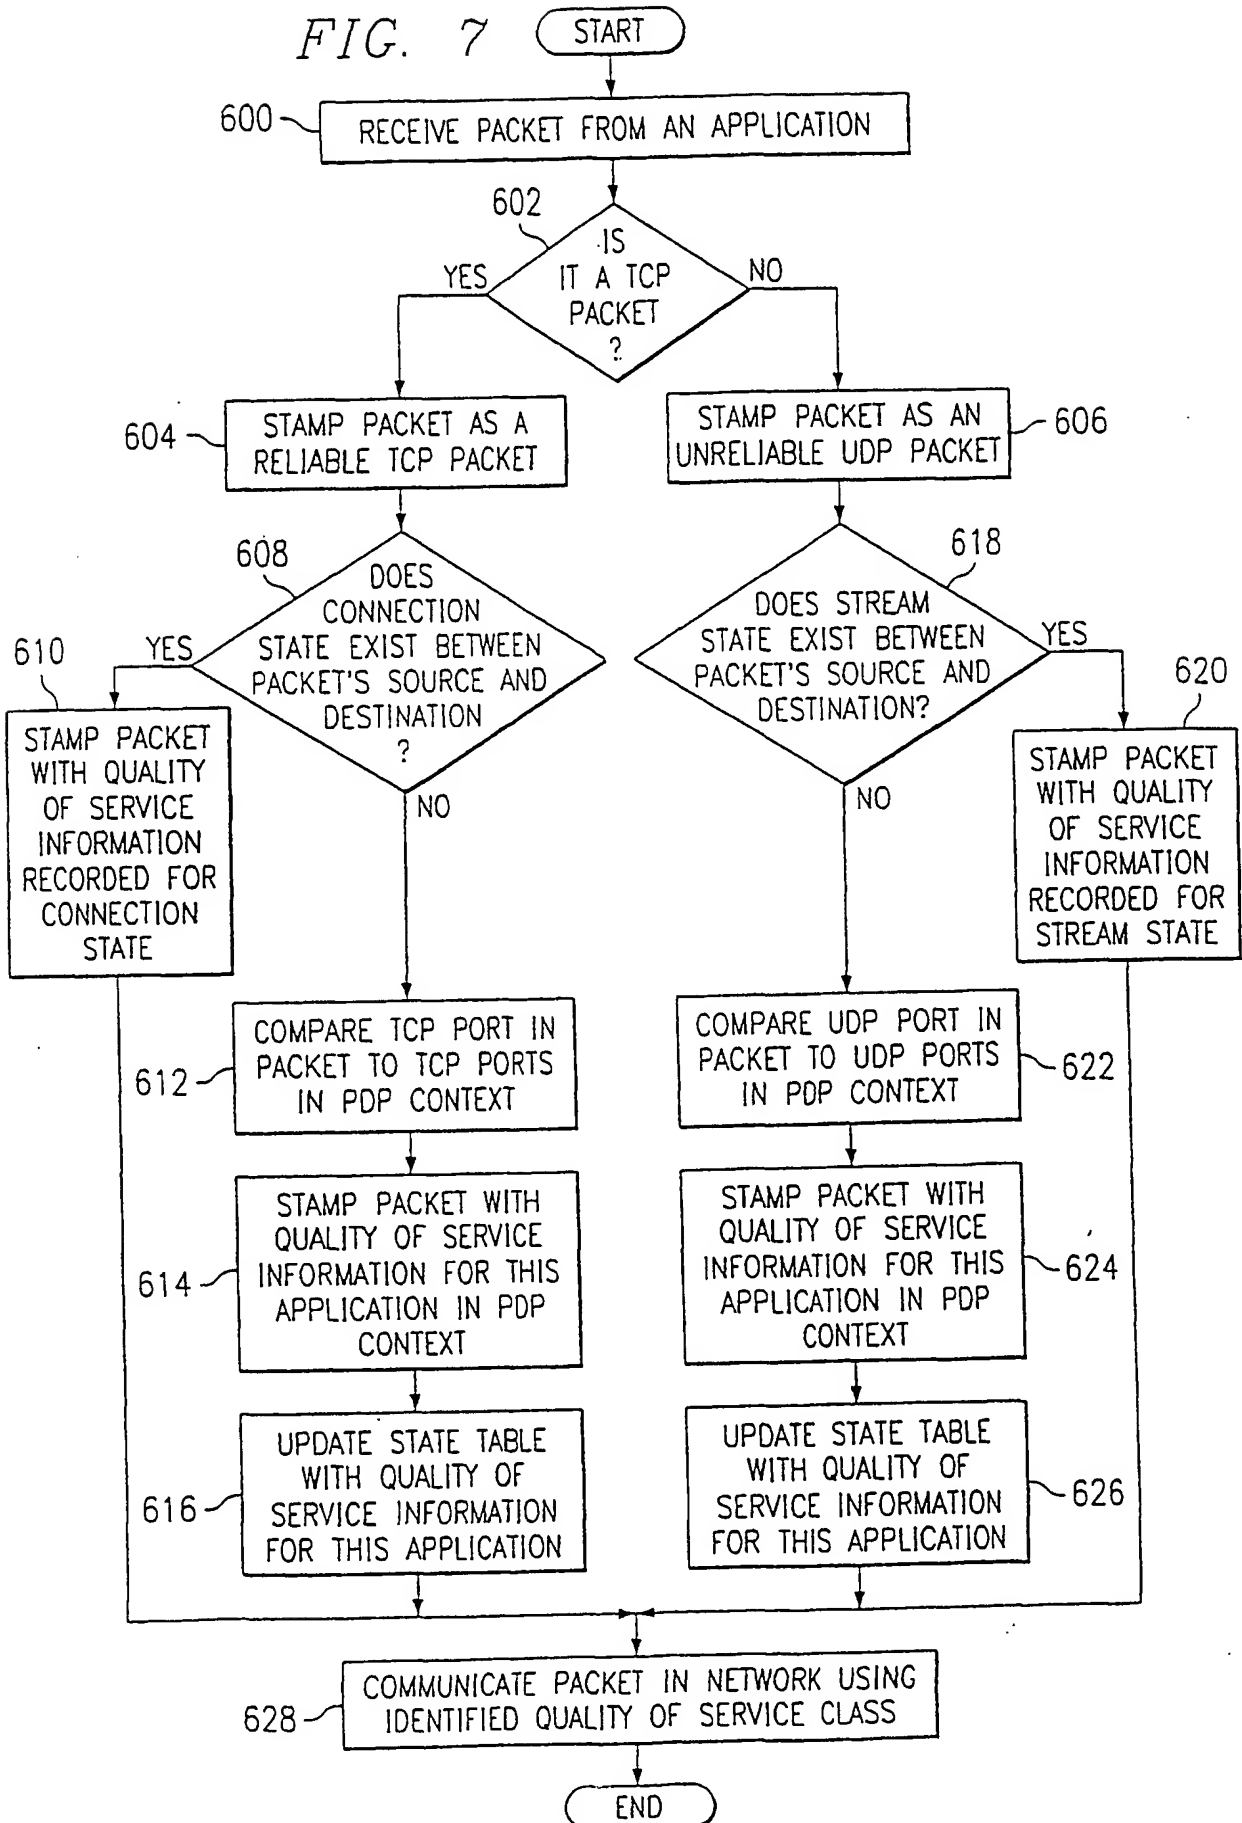 FIG. 7
START
600
RECEIVE PACKET FROM AN APPLICATION
602
IS
IT A TCP
PACKET
?
YES
NO
604
STAMP PACKET AS A
RELIABLE TCP PACKET
STAMP PACKET AS AN
UNRELIABLE UDP PACKET
606
608
DOES
CONNECTION
STATE EXIST BETWEEN
PACKET'S SOURCE AND
DESTINATION
?
YES
NO
618
DOES STREAM
STATE EXIST BETWEEN
PACKET'S SOURCE AND
DESTINATION?
YES
NO
610
STAMP PACKET
WITH QUALITY
OF SERVICE
INFORMATION
RECORDED FOR
CONNECTION
STATE
620
STAMP PACKET
WITH QUALITY
OF SERVICE
INFORMATION
RECORDED FOR
STREAM STATE
612
COMPARE TCP PORT IN
PACKET TO TCP PORTS
IN PDP CONTEXT
COMPARE UDP PORT IN
PACKET TO UDP PORTS
IN PDP CONTEXT
622
614
STAMP PACKET WITH
QUALITY OF SERVICE
INFORMATION FOR THIS
APPLICATION IN PDP
CONTEXT
STAMP PACKET WITH
QUALITY OF SERVICE
INFORMATION FOR THIS
APPLICATION IN PDP
CONTEXT
624
616
UPDATE STATE TABLE
WITH QUALITY OF
SERVICE INFORMATION
FOR THIS APPLICATION
UPDATE STATE TABLE
WITH QUALITY OF
SERVICE INFORMATION
FOR THIS APPLICATION
626
628
COMMUNICATE PACKET IN NETWORK USING
IDENTIFIED QUALITY OF SERVICE CLASS
END